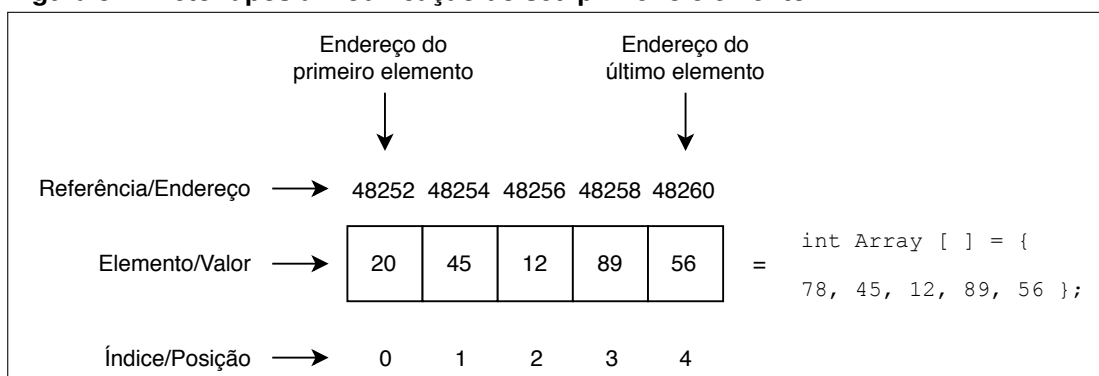 Endereço do
primeiro elemento
Endereço do
último elemento
Referência/Endereço
48252 48254 48256 48258 48260
Elemento/Valor
20 45 12 89 56
=
int Array [ ] = {
78, 45, 12, 89, 56 };
Índice/Posição
0 1 2 3 4